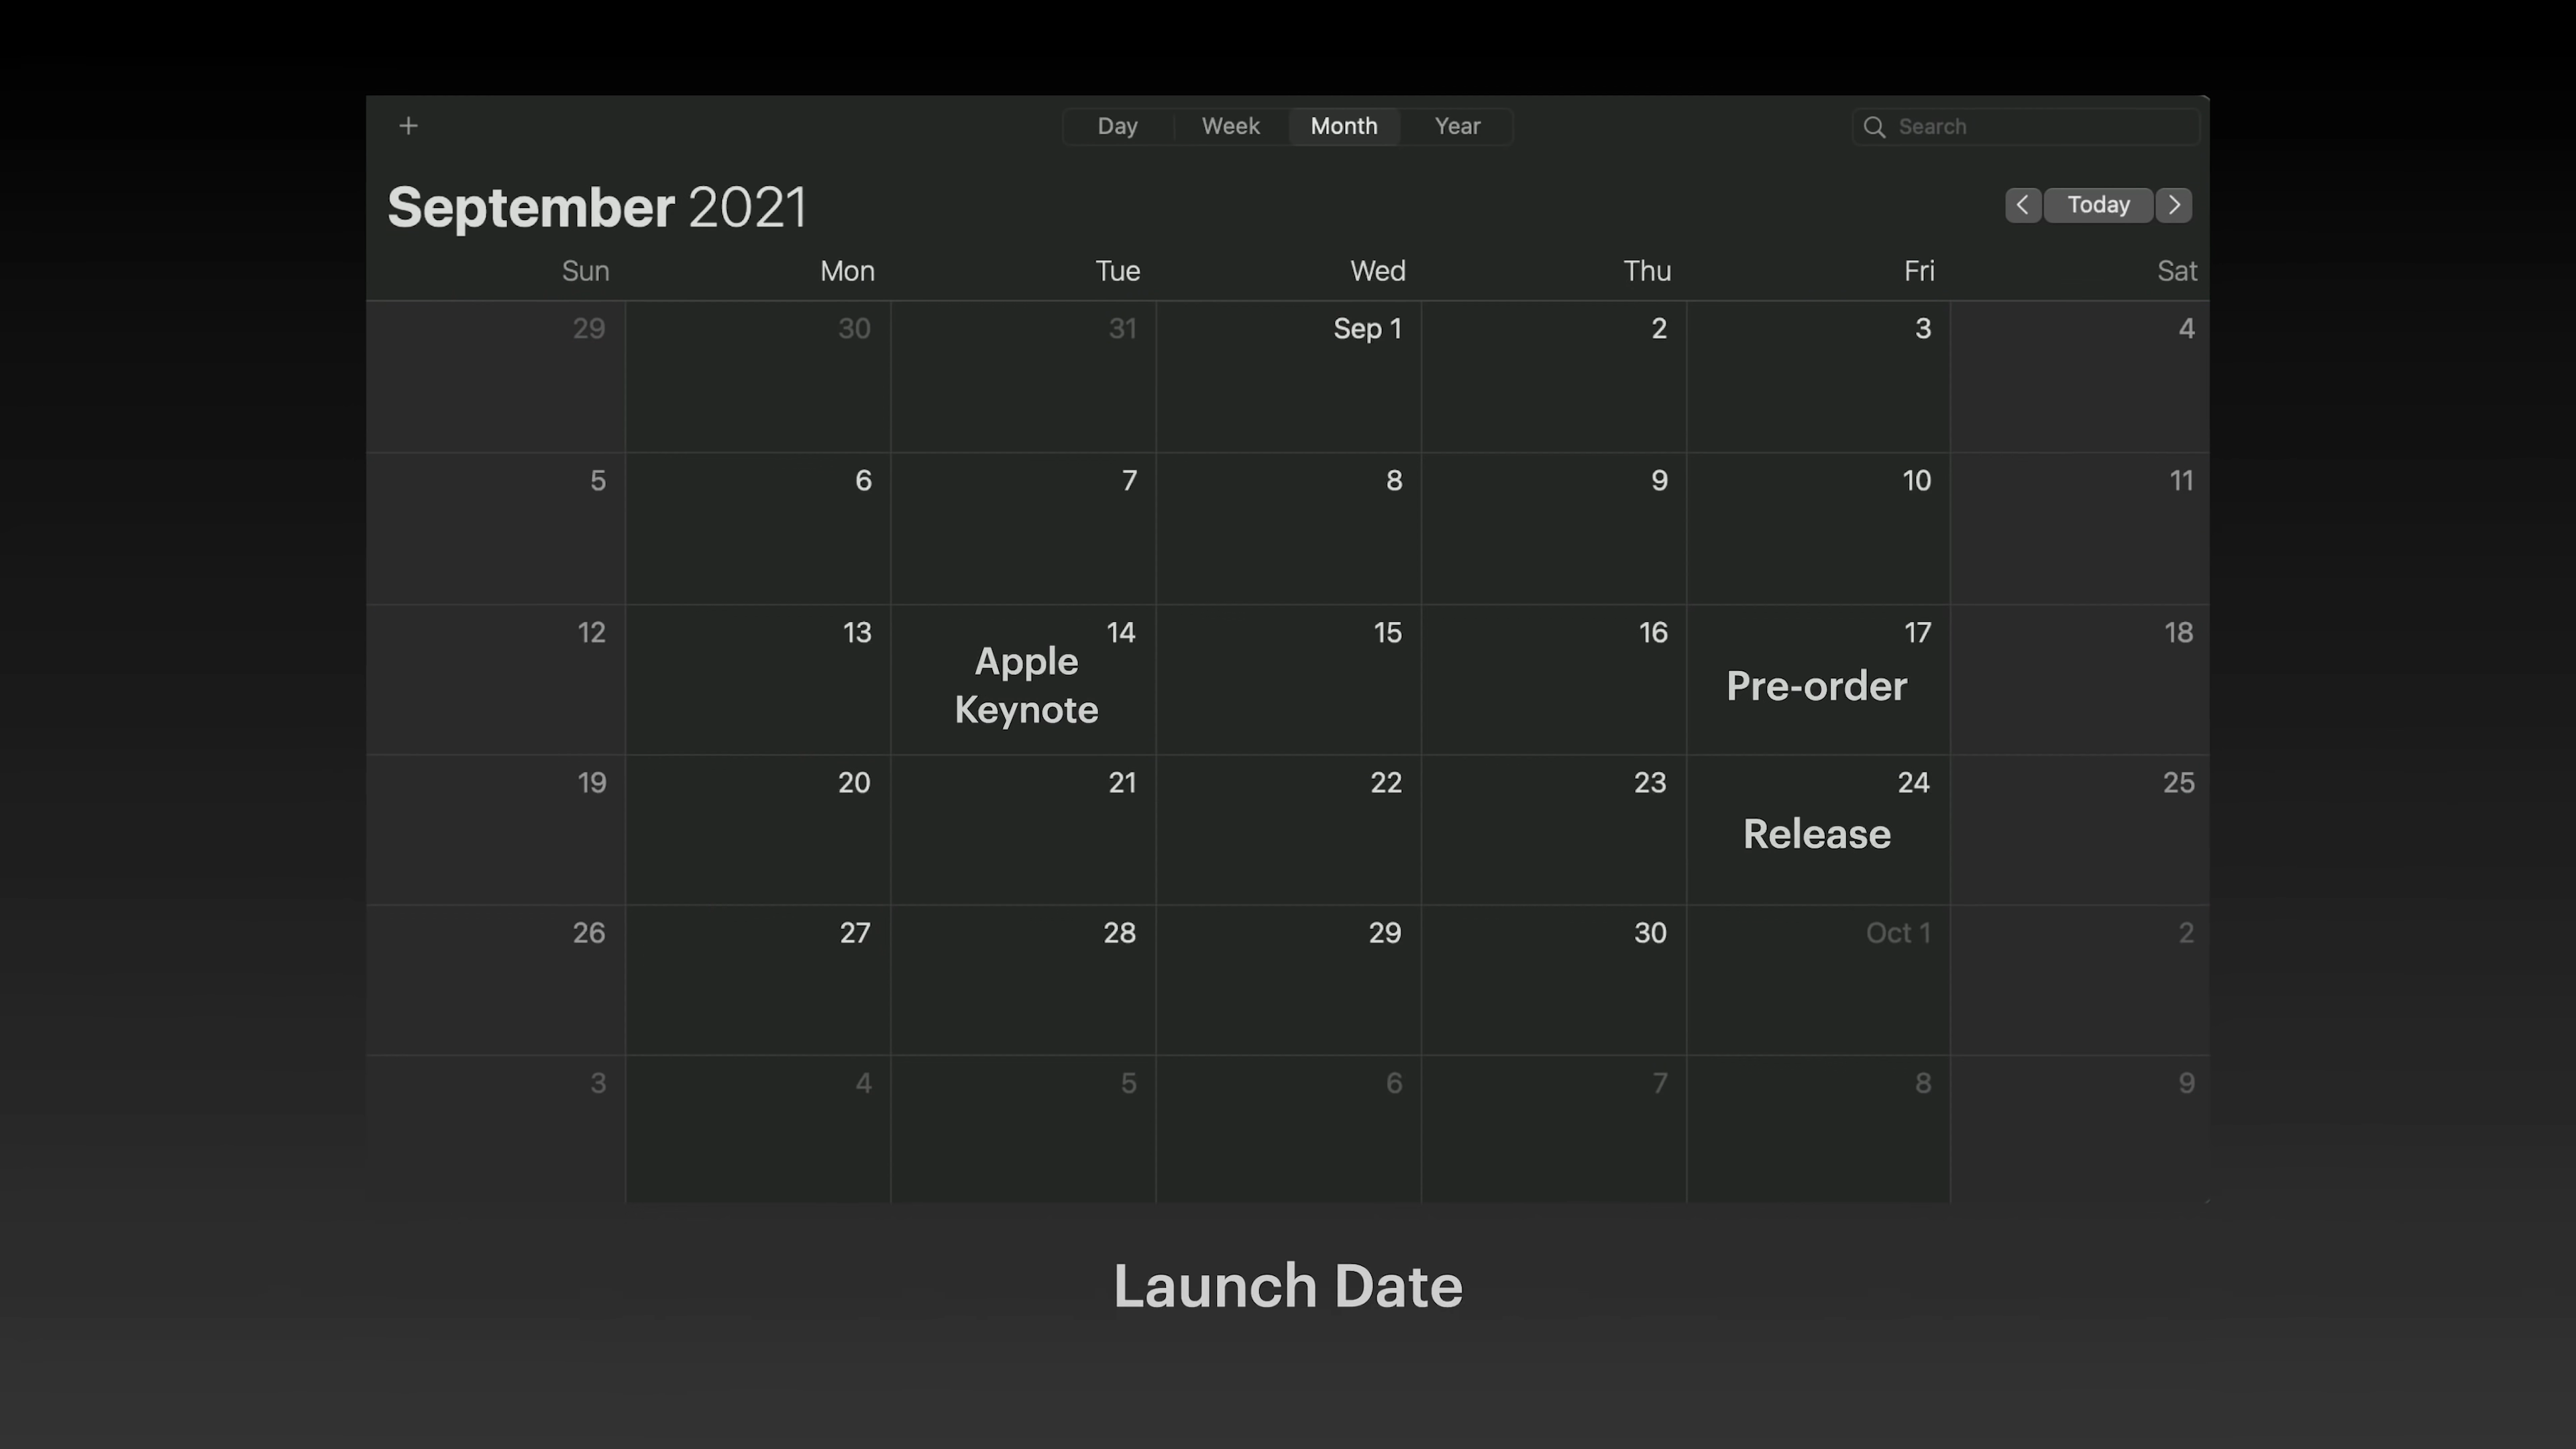 + Day Week Month Year Search
September 2021 Today
Sun Mon Tue Wed Thu Fri Sat
29 30 31 Sep 1 2 3 4
5 6 7 8 9 10 11
12 13 14 15 16 17 18
Apple
Keynote
Pre-order
19 20 21 22 23 24 25
Release
26 27 28 29 30 Oct 1 2
3 4 5 6 7 8 9
Launch Date